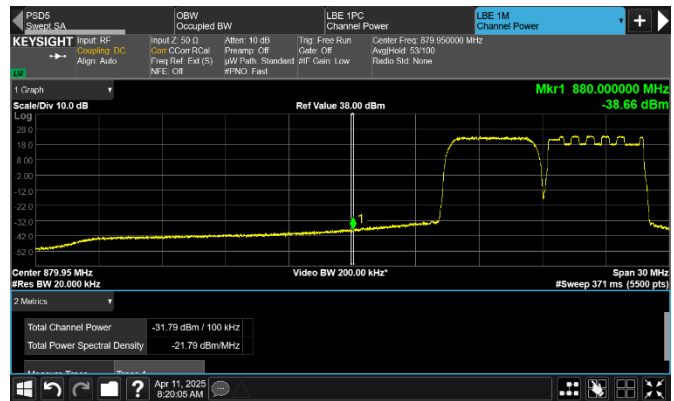 PSD5
Swept SA
OBW
Occupied BW
LBE 1PC
Channel Power
LBE 1M
Channel Power
KEYSIGHT
Input: RF
Coupling: DC
Align: Auto
LXI
Input Z: 50 Ω
Corr CCorr RCal
Freq Ref: Ext (S)
NFE: Off
Atten: 10 dB
Preamp: Off
µW Path: Standard
#PNO: Fast
Trig: Free Run
Gate: Off
#IF Gain: Low
Center Freq: 879.950000 MHz
Avg|Hold: 53/100
Radio Std: None
1 Graph
Mkr1 880.000000 MHz
-38.66 dBm
Scale/Div 10.0 dB
Ref Value 38.00 dBm
Log
28.0
18.0
8.00
-2.00
-12.0
-22.0
-32.0
-42.0
-52.0
1
Center 879.95 MHz
Video BW 200.00 kHz*
Span 30 MHz
#Res BW 20.000 kHz
#Sweep 371 ms (5500 pts)
2 Metrics
Total Channel Power
-31.79 dBm / 100 kHz
Total Power Spectral Density
-21.79 dBm/MHz
Measure Trace
Trace 1
?
Apr 11, 2025
8:20:05 AM